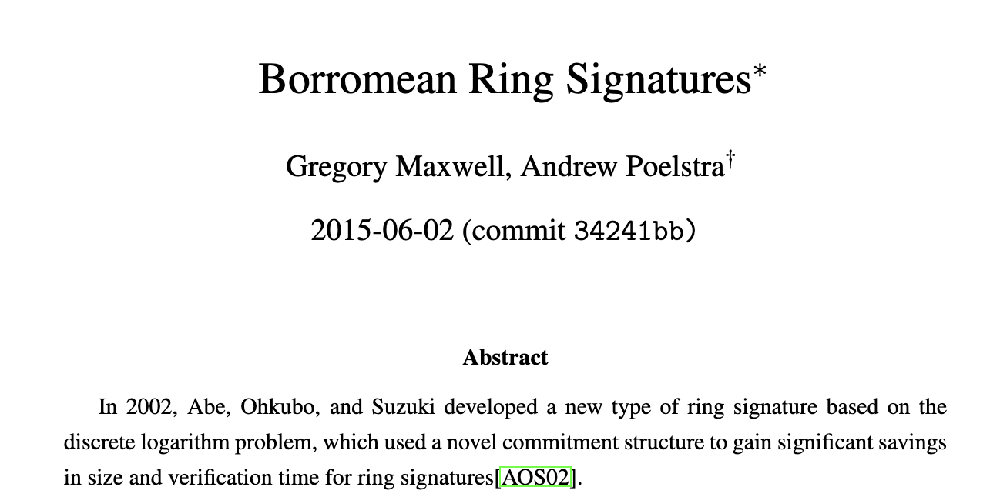 Borromean Ring Signatures*
Gregory Maxwell, Andrew Poelstra†
2015-06-02 (commit 34241bb)
Abstract
In 2002, Abe, Ohkubo, and Suzuki developed a new type of ring signature based on the
discrete logarithm problem, which used a novel commitment structure to gain significant savings
in size and verification time for ring signatures[AOS02].